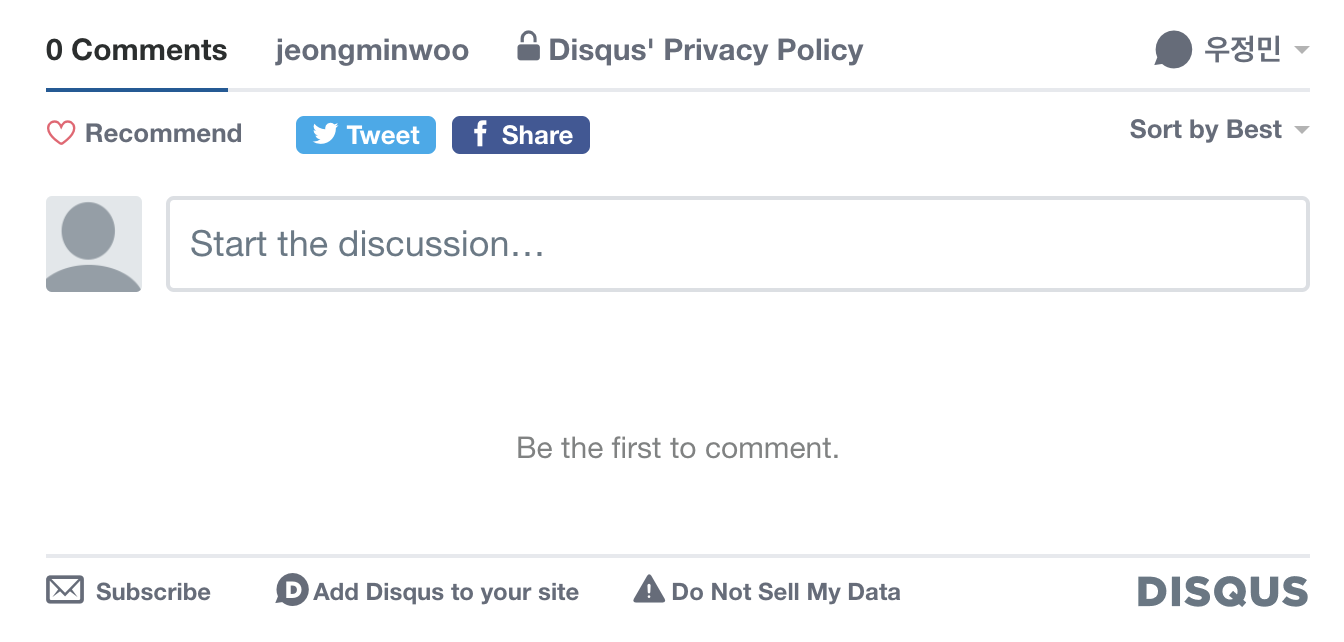 0 Comments jeongminwoo Disqus' Privacy Policy 우정민
Recommend Tweet f Share Sort by Best
Start the discussion…
Be the first to comment.
Subscribe D Add Disqus to your site Do Not Sell My Data DISQUS